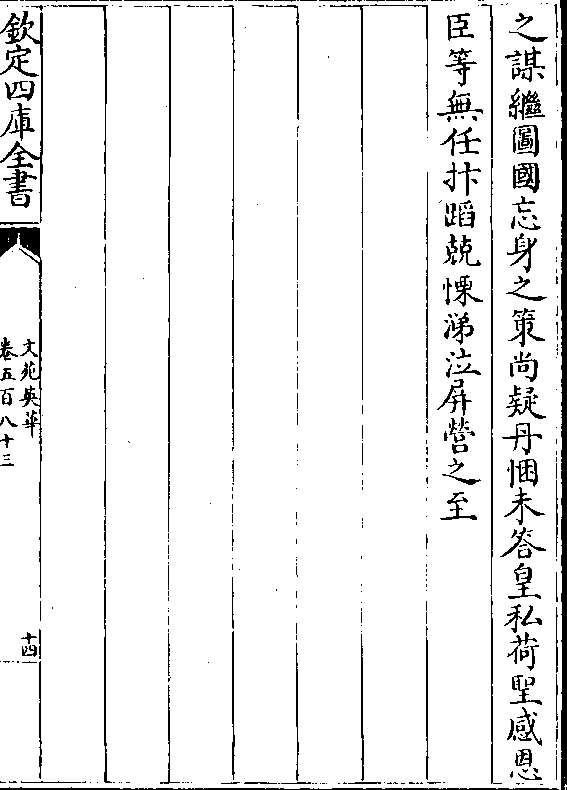 之謀繼圖國忘身之策尚疑丹悃未答皇私荷聖感恩
臣等無任抃蹈兢慄涕泣屏營之至
欽定四庫全書
文苑英華
卷五百八十三
十四